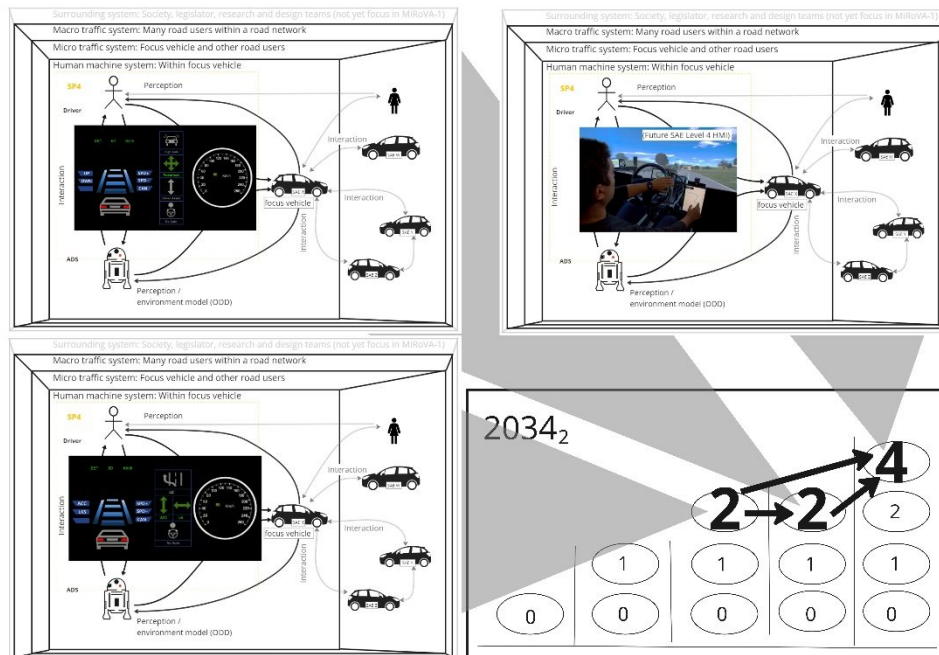 Surrounding system: Society, legislator, research and design teams (not yet focus in MiRoVA-1)
Macro traffic system: Many road users within a road network
Micro traffic system: Focus vehicle and other road users
Human machine system: Within focus vehicle
SP4
Perception
Driver
Interaction
Interaction
Interaction
Interaction
focus vehicle
ADS
Perception /
environment model (ODD)
Surrounding system: Society, legislator, research and design teams (not yet focus in MiRoVA-1)
Macro traffic system: Many road users within a road network
Micro traffic system: Focus vehicle and other road users
Human machine system: Within focus vehicle
SP4
Perception
Driver
(Future SAE Level 4 HMI)
Interaction
Interaction
Interaction
Interaction
focus vehicle
ADS
Perception /
environment model (ODD)
Surrounding system: Society, legislator, research and design teams (not yet focus in MiRoVA-1)
Macro traffic system: Many road users within a road network
Micro traffic system: Focus vehicle and other road users
Human machine system: Within focus vehicle
SP4
Perception
Driver
Interaction
ACC
LKS
Interaction
Interaction
Interaction
focus vehicle
ADS
Perception /
environment model (ODD)
2034₂
4
2 2 2
1 1 1 1
0 0 0 0 0